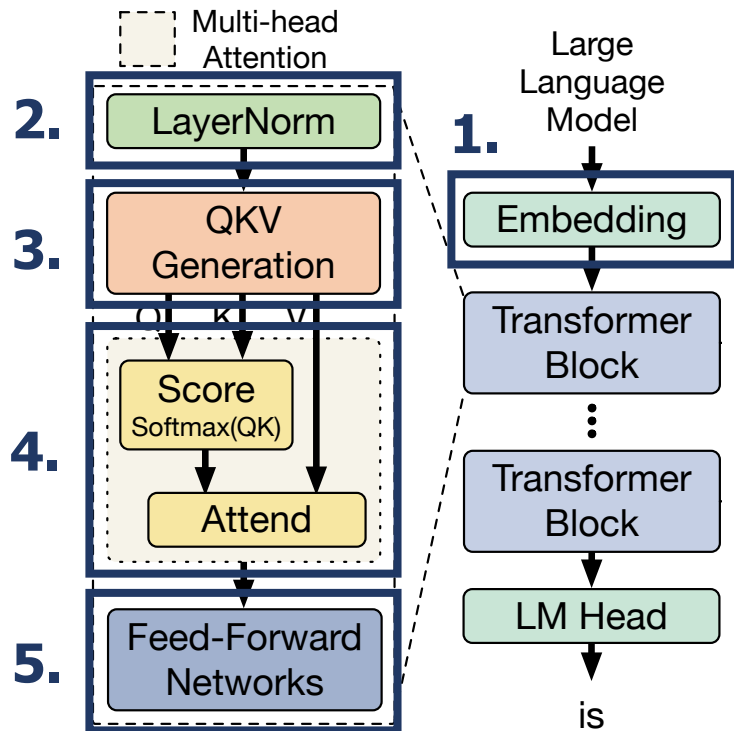 Multi-head
Attention
2.
LayerNorm
3.
QKV
Generation
Q K V
4.
Score
Softmax(QK)
Attend
5.
Feed-Forward
Networks
Large
Language
Model
1.
Embedding
Transformer
Block
Transformer
Block
LM Head
is